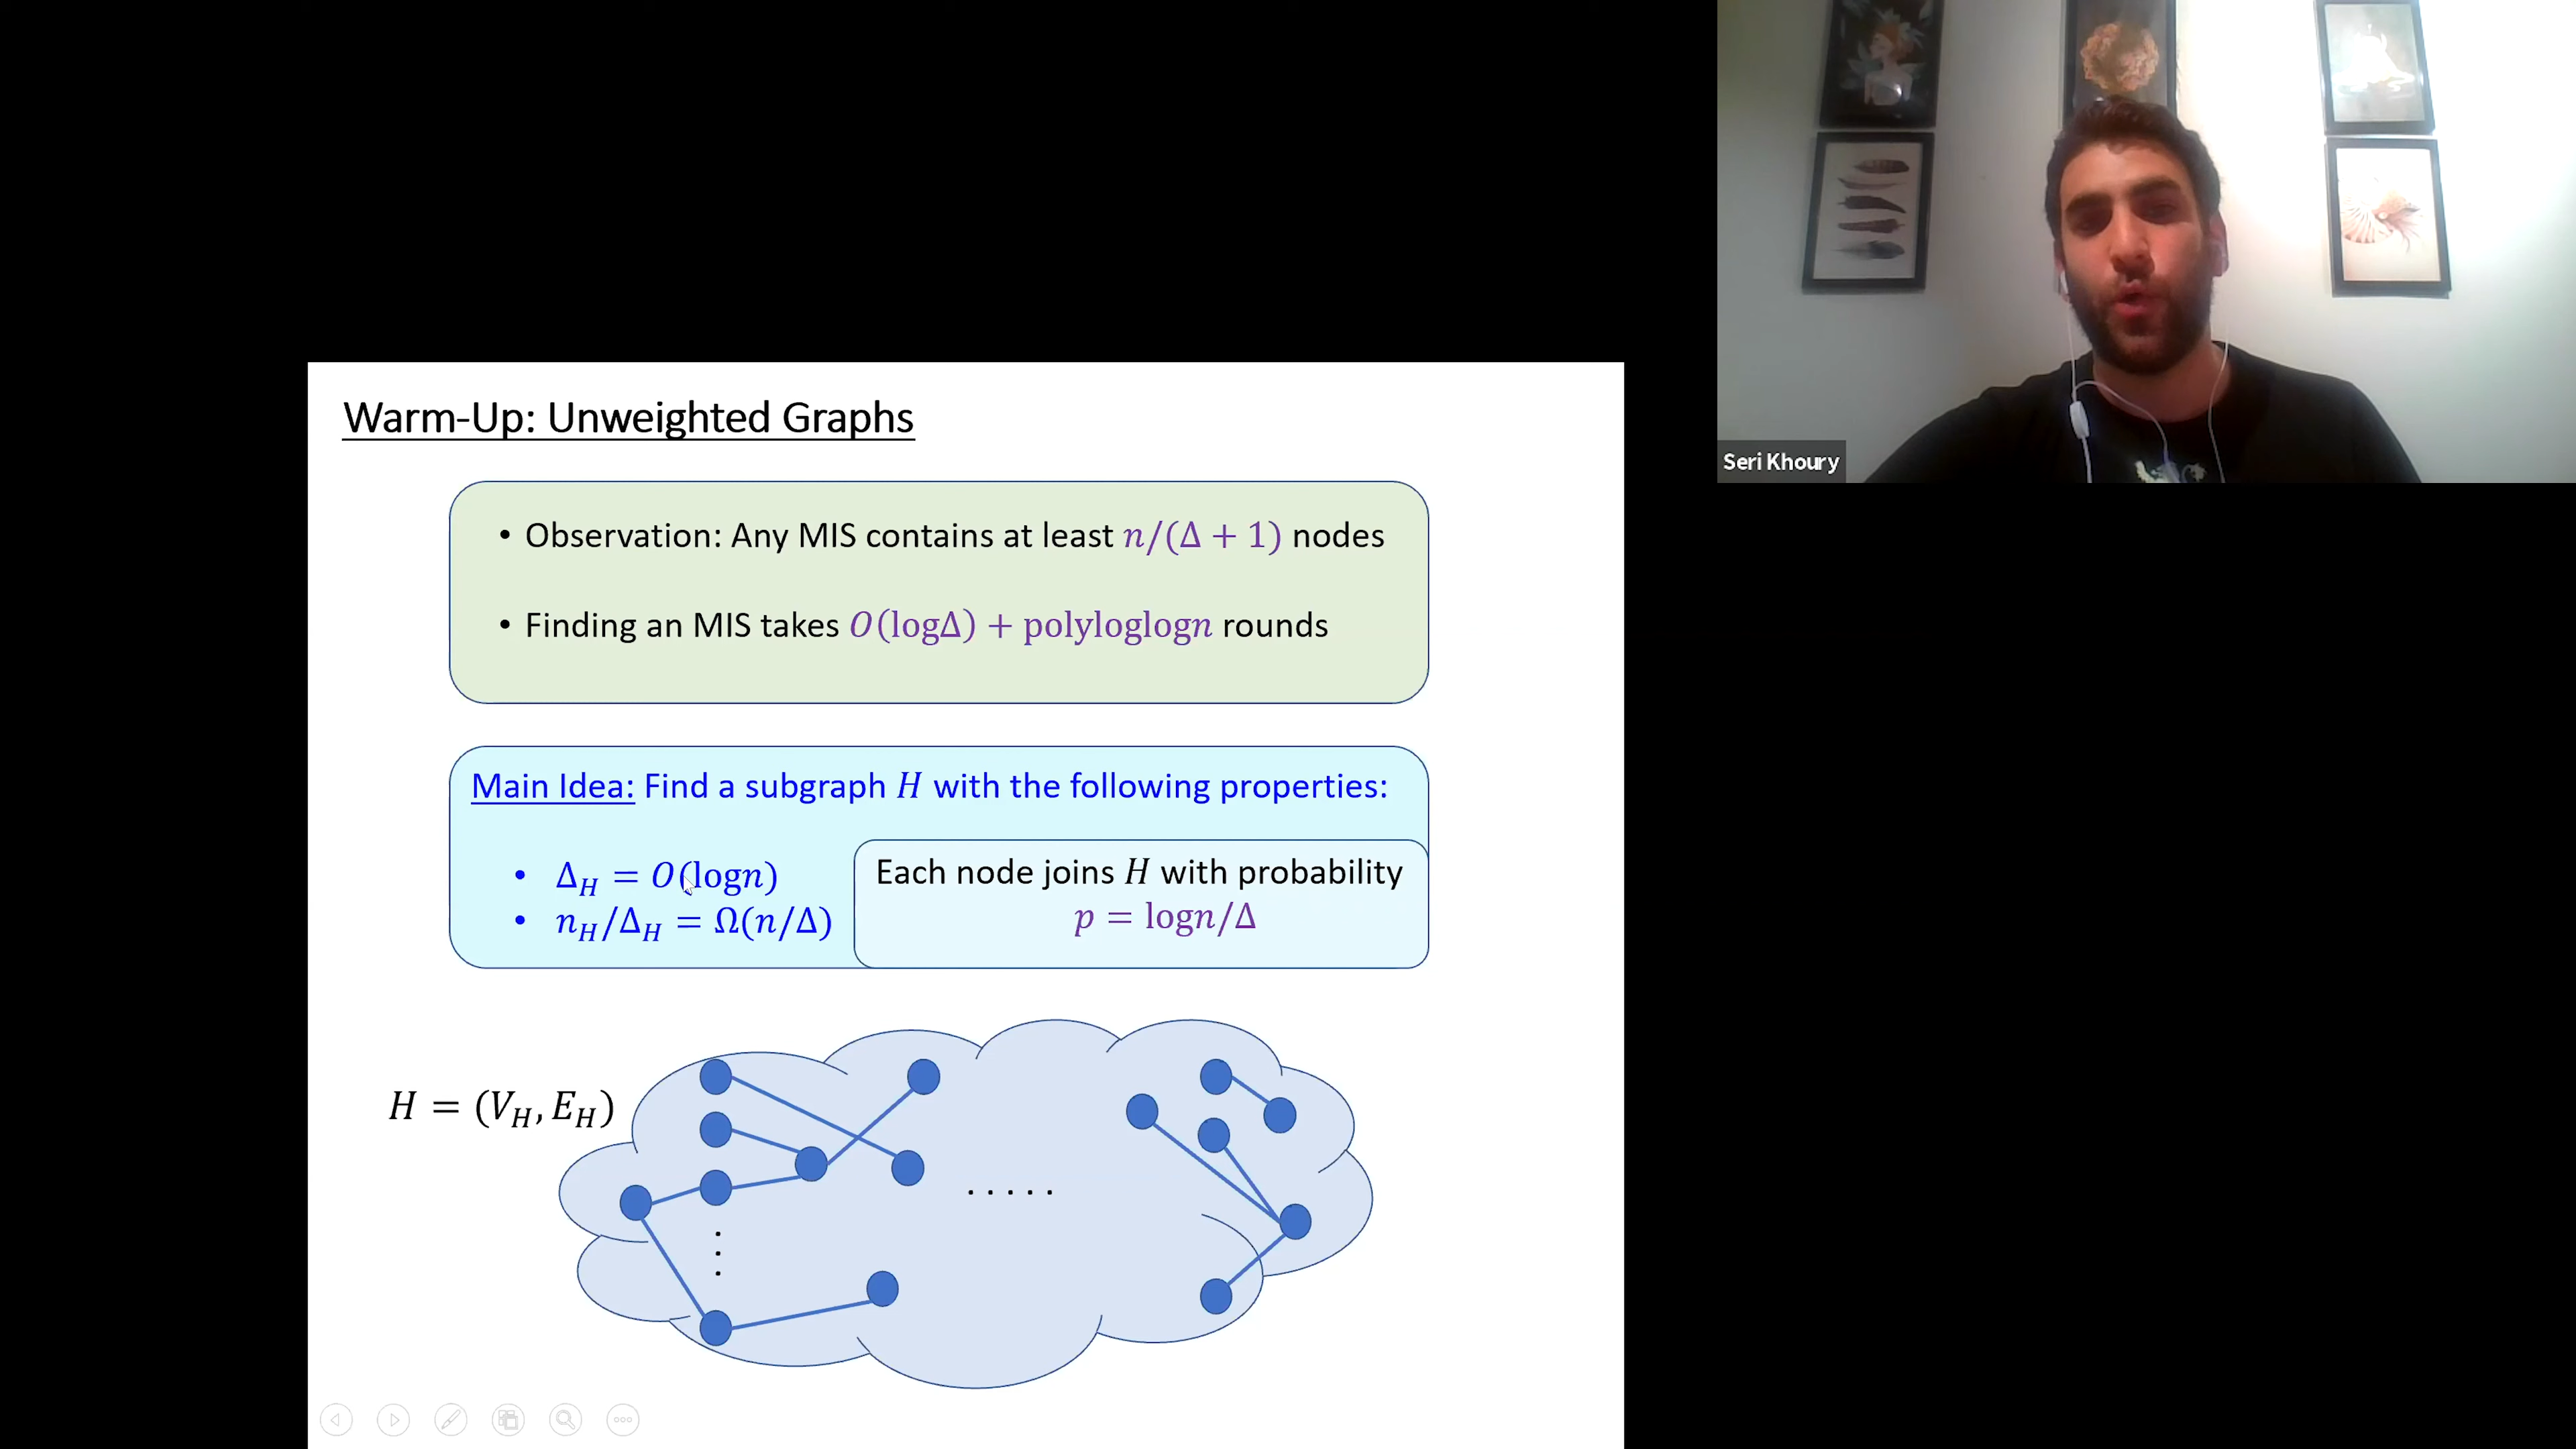 Warm-Up: Unweighted Graphs
• Observation: Any MIS contains at least n/(Δ + 1) nodes
• Finding an MIS takes O(logΔ) + polyloglogn rounds
Main Idea: Find a subgraph H with the following properties:
• Δ_H = O(logn)
• n_H/Δ_H = Ω(n/Δ)
Each node joins H with probability
p = logn/Δ
H = (V_H, E_H)
Seri Khoury